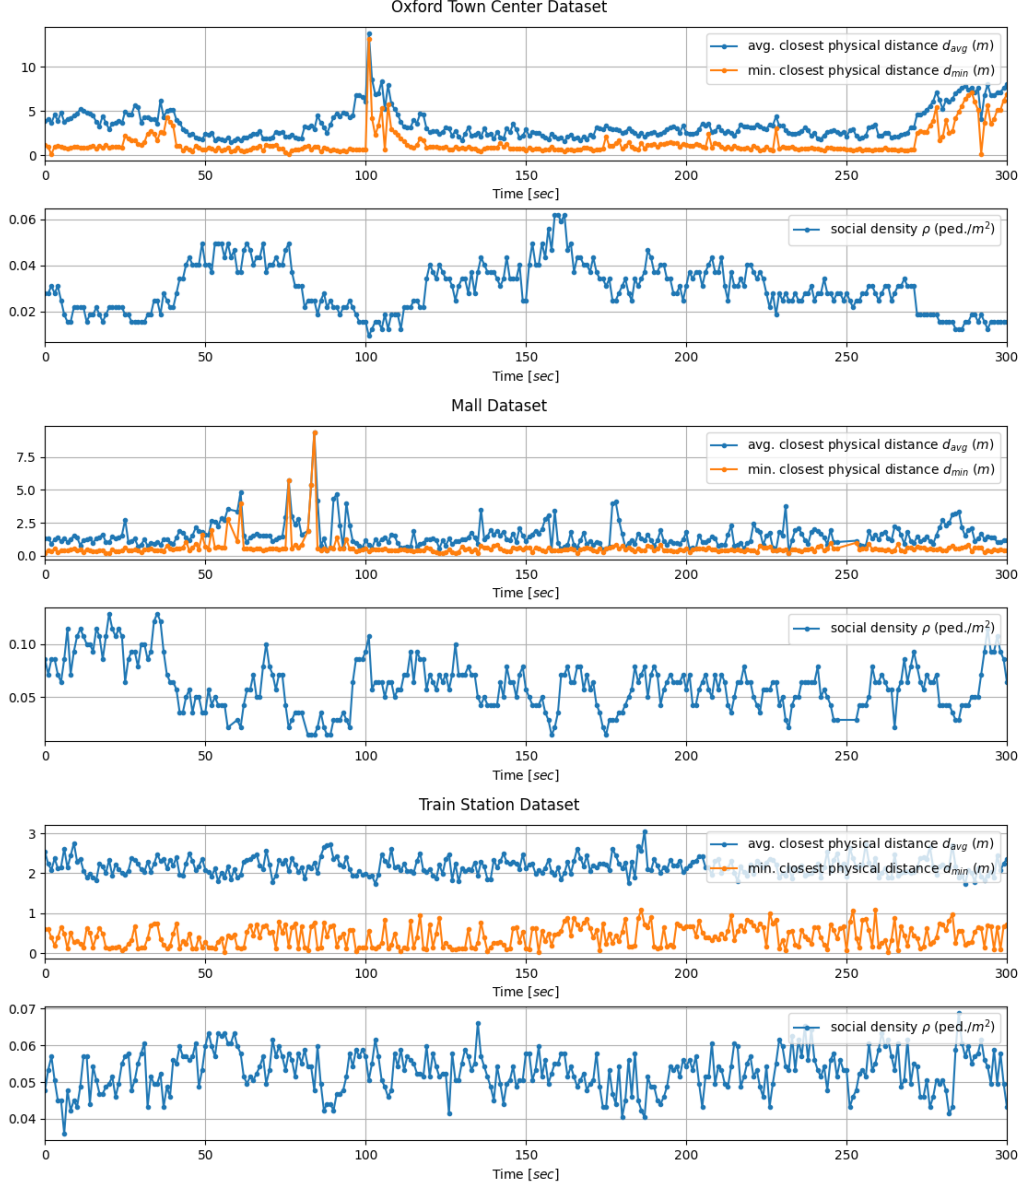 Oxford Town Center Dataset
avg. closest physical distance d_avg (m)
min. closest physical distance d_min (m)
10
5
0
0 50 100 150 200 250 300
Time [sec]
social density ρ (ped./m²)
0.06
0.04
0.02
0 50 100 150 200 250 300
Time [sec]
Mall Dataset
avg. closest physical distance d_avg (m)
min. closest physical distance d_min (m)
7.5
5.0
2.5
0.0
0 50 100 150 200 250 300
Time [sec]
social density ρ (ped./m²)
0.10
0.05
0 50 100 150 200 250 300
Time [sec]
Train Station Dataset
avg. closest physical distance d_avg (m)
min. closest physical distance d_min (m)
3
2
1
0
0 50 100 150 200 250 300
Time [sec]
social density ρ (ped./m²)
0.07
0.06
0.05
0.04
0 50 100 150 200 250 300
Time [sec]